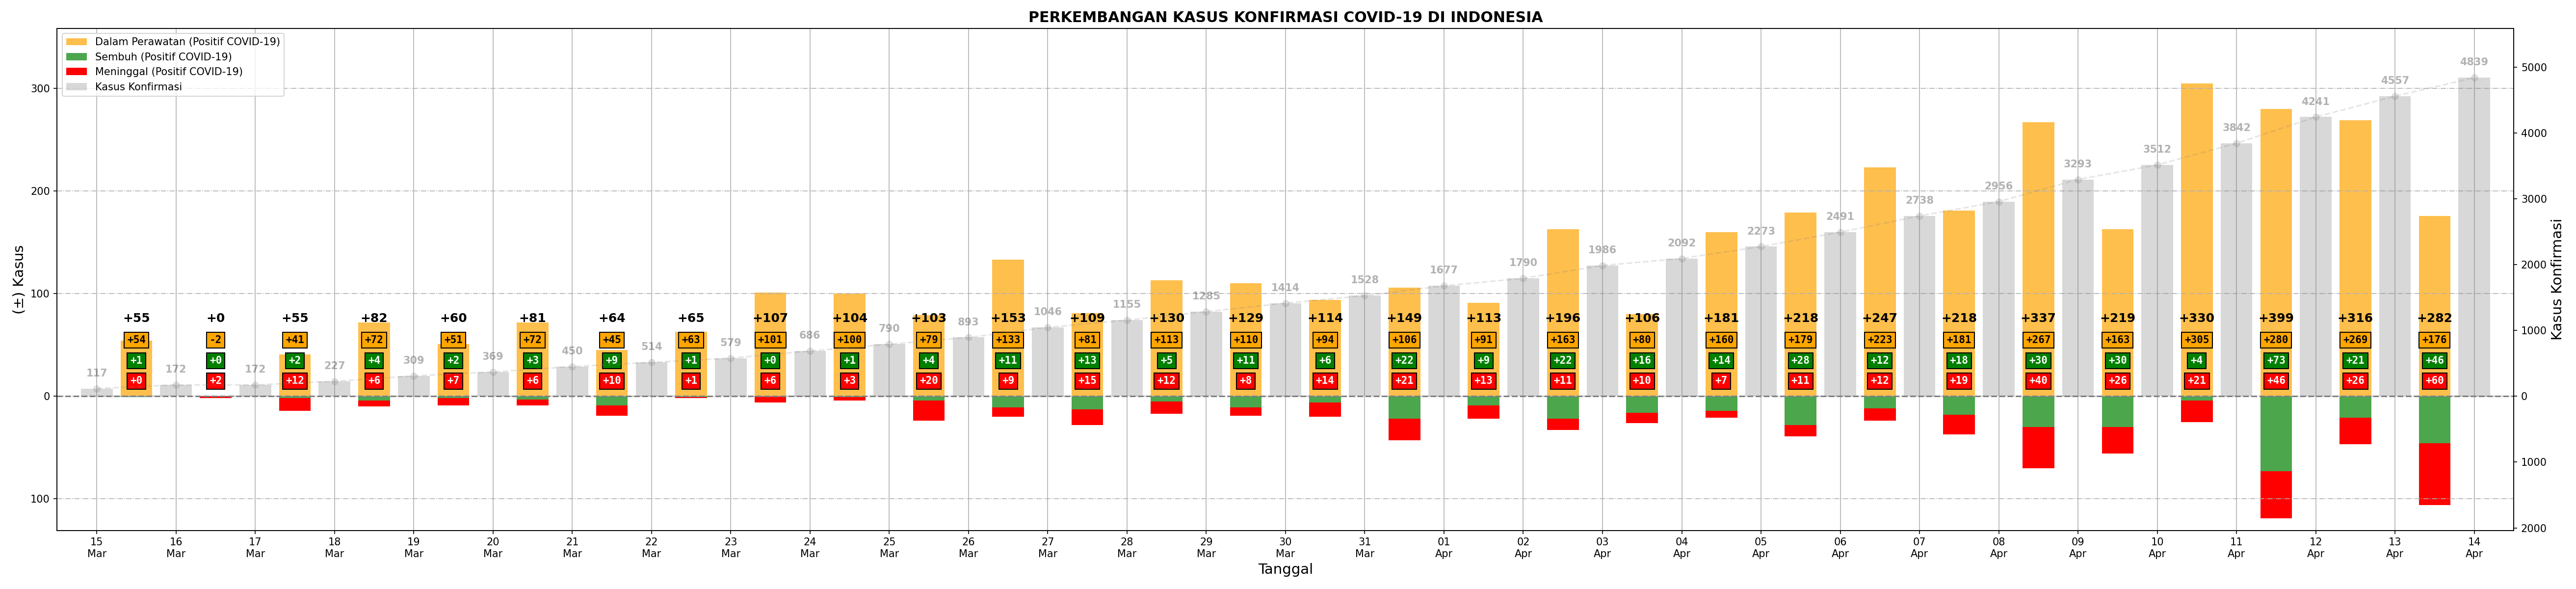 PERKEMBANGAN KASUS KONFIRMASI COVID-19 DI INDONESIA
Dalam Perawatan (Positif COVID-19)
Sembuh (Positif COVID-19)
Meninggal (Positif COVID-19)
Kasus Konfirmasi
(±) Kasus
300
200
100
0
100
Kasus Konfirmasi
5000
4000
3000
2000
1000
0
1000
2000
117 172 172 227 309 369 450 514 579 686 790 893 1046 1155 1285 1414 1528 1677 1790 1986 2092 2273 2491 2738 2956 3293 3512 3842 4241 4557 4839
+55 +0 +55 +82 +60 +81 +64 +65 +107 +104 +103 +153 +109 +130 +129 +114 +149 +113 +196 +106 +181 +218 +247 +218 +337 +219 +330 +399 +316 +282
+54 -2 +41 +72 +51 +72 +45 +63 +101 +100 +79 +133 +81 +113 +110 +94 +106 +91 +163 +80 +160 +179 +223 +181 +267 +163 +305 +280 +269 +176
+1 +0 +2 +4 +2 +3 +9 +1 +0 +1 +4 +11 +13 +5 +11 +6 +22 +9 +22 +16 +14 +28 +12 +18 +30 +30 +4 +73 +21 +46
+0 +2 +12 +6 +7 +6 +10 +1 +6 +3 +20 +9 +15 +12 +8 +14 +21 +13 +11 +10 +7 +11 +12 +19 +40 +26 +21 +46 +26 +60
15 16 17 18 19 20 21 22 23 24 25 26 27 28 29 30 31 01 02 03 04 05 06 07 08 09 10 11 12 13 14
Mar Mar Mar Mar Mar Mar Mar Mar Mar Mar Mar Mar Mar Mar Mar Mar Mar Apr Apr Apr Apr Apr Apr Apr Apr Apr Apr Apr Apr Apr Apr
Tanggal